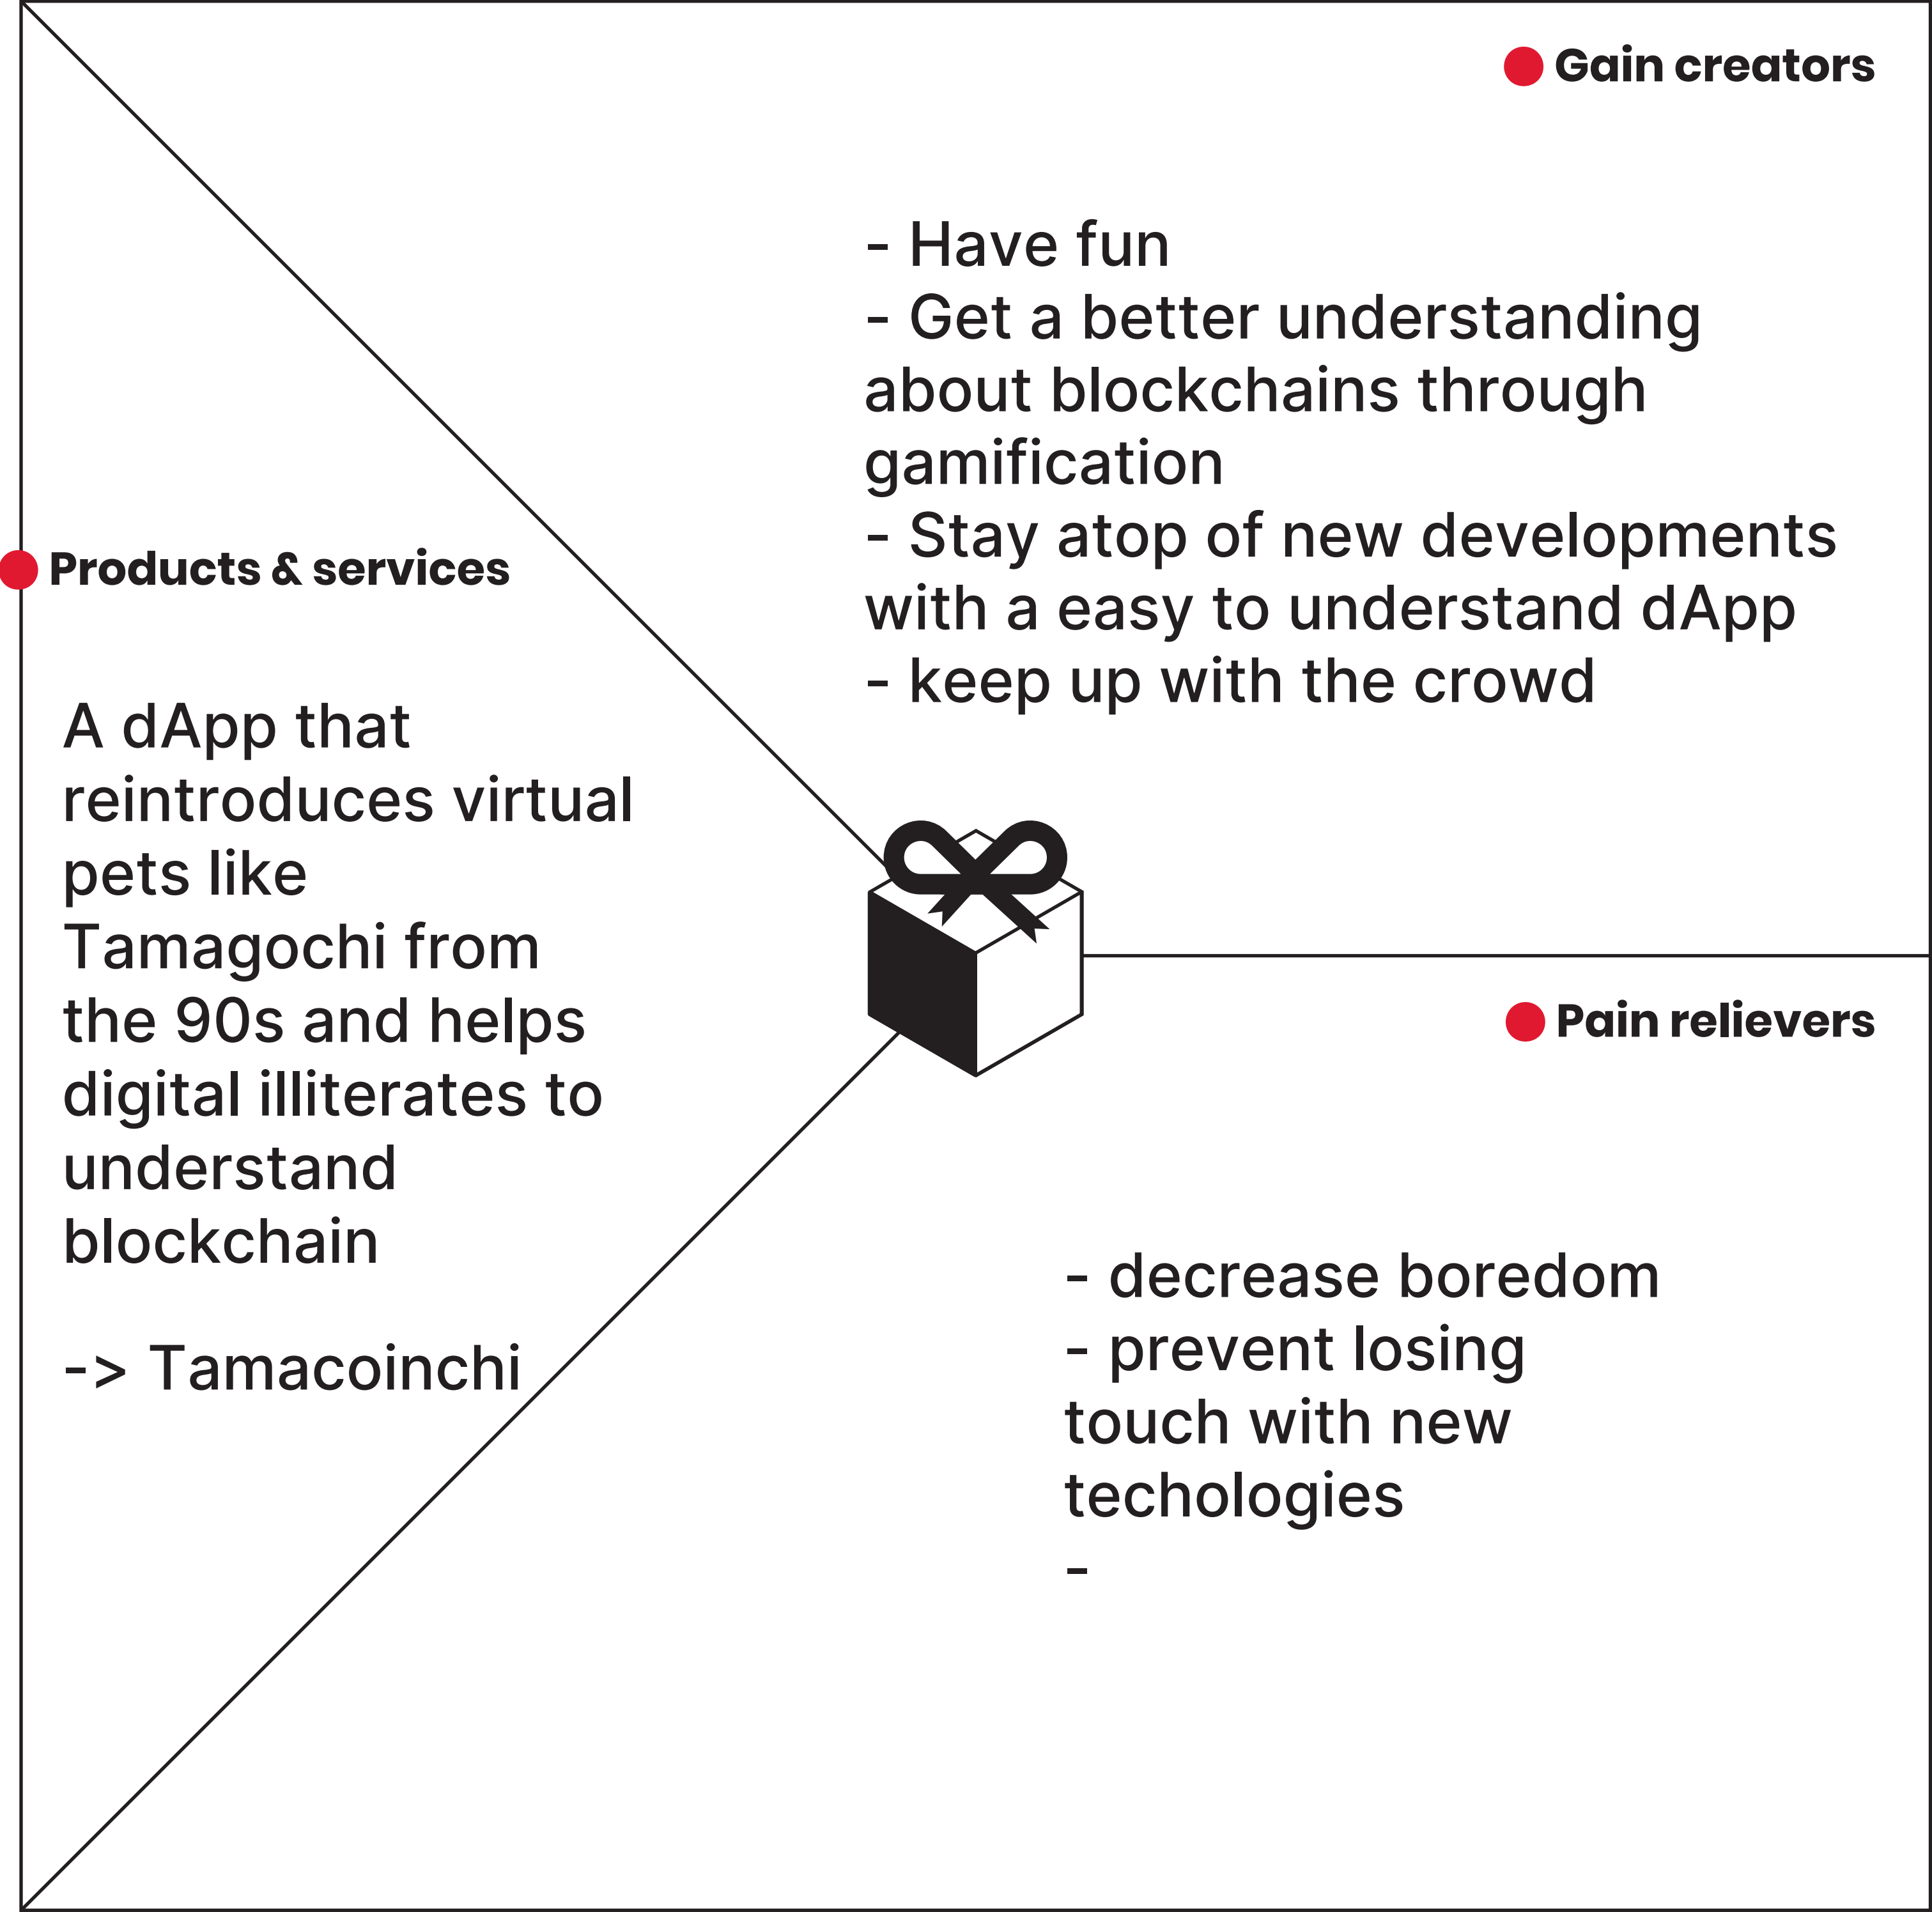 Gain creators
- Have fun
- Get a better understanding
about blockchains through
gamification
- Stay atop of new developments
with a easy to understand dApp
- keep up with the crowd
Products & services
A dApp that
reintroduces virtual
pets like
Tamagochi from
the 90s and helps
digital illiterates to
understand
blockchain
-> Tamacoinchi
Pain relievers
- decrease boredom
- prevent losing
touch with new
techologies
-